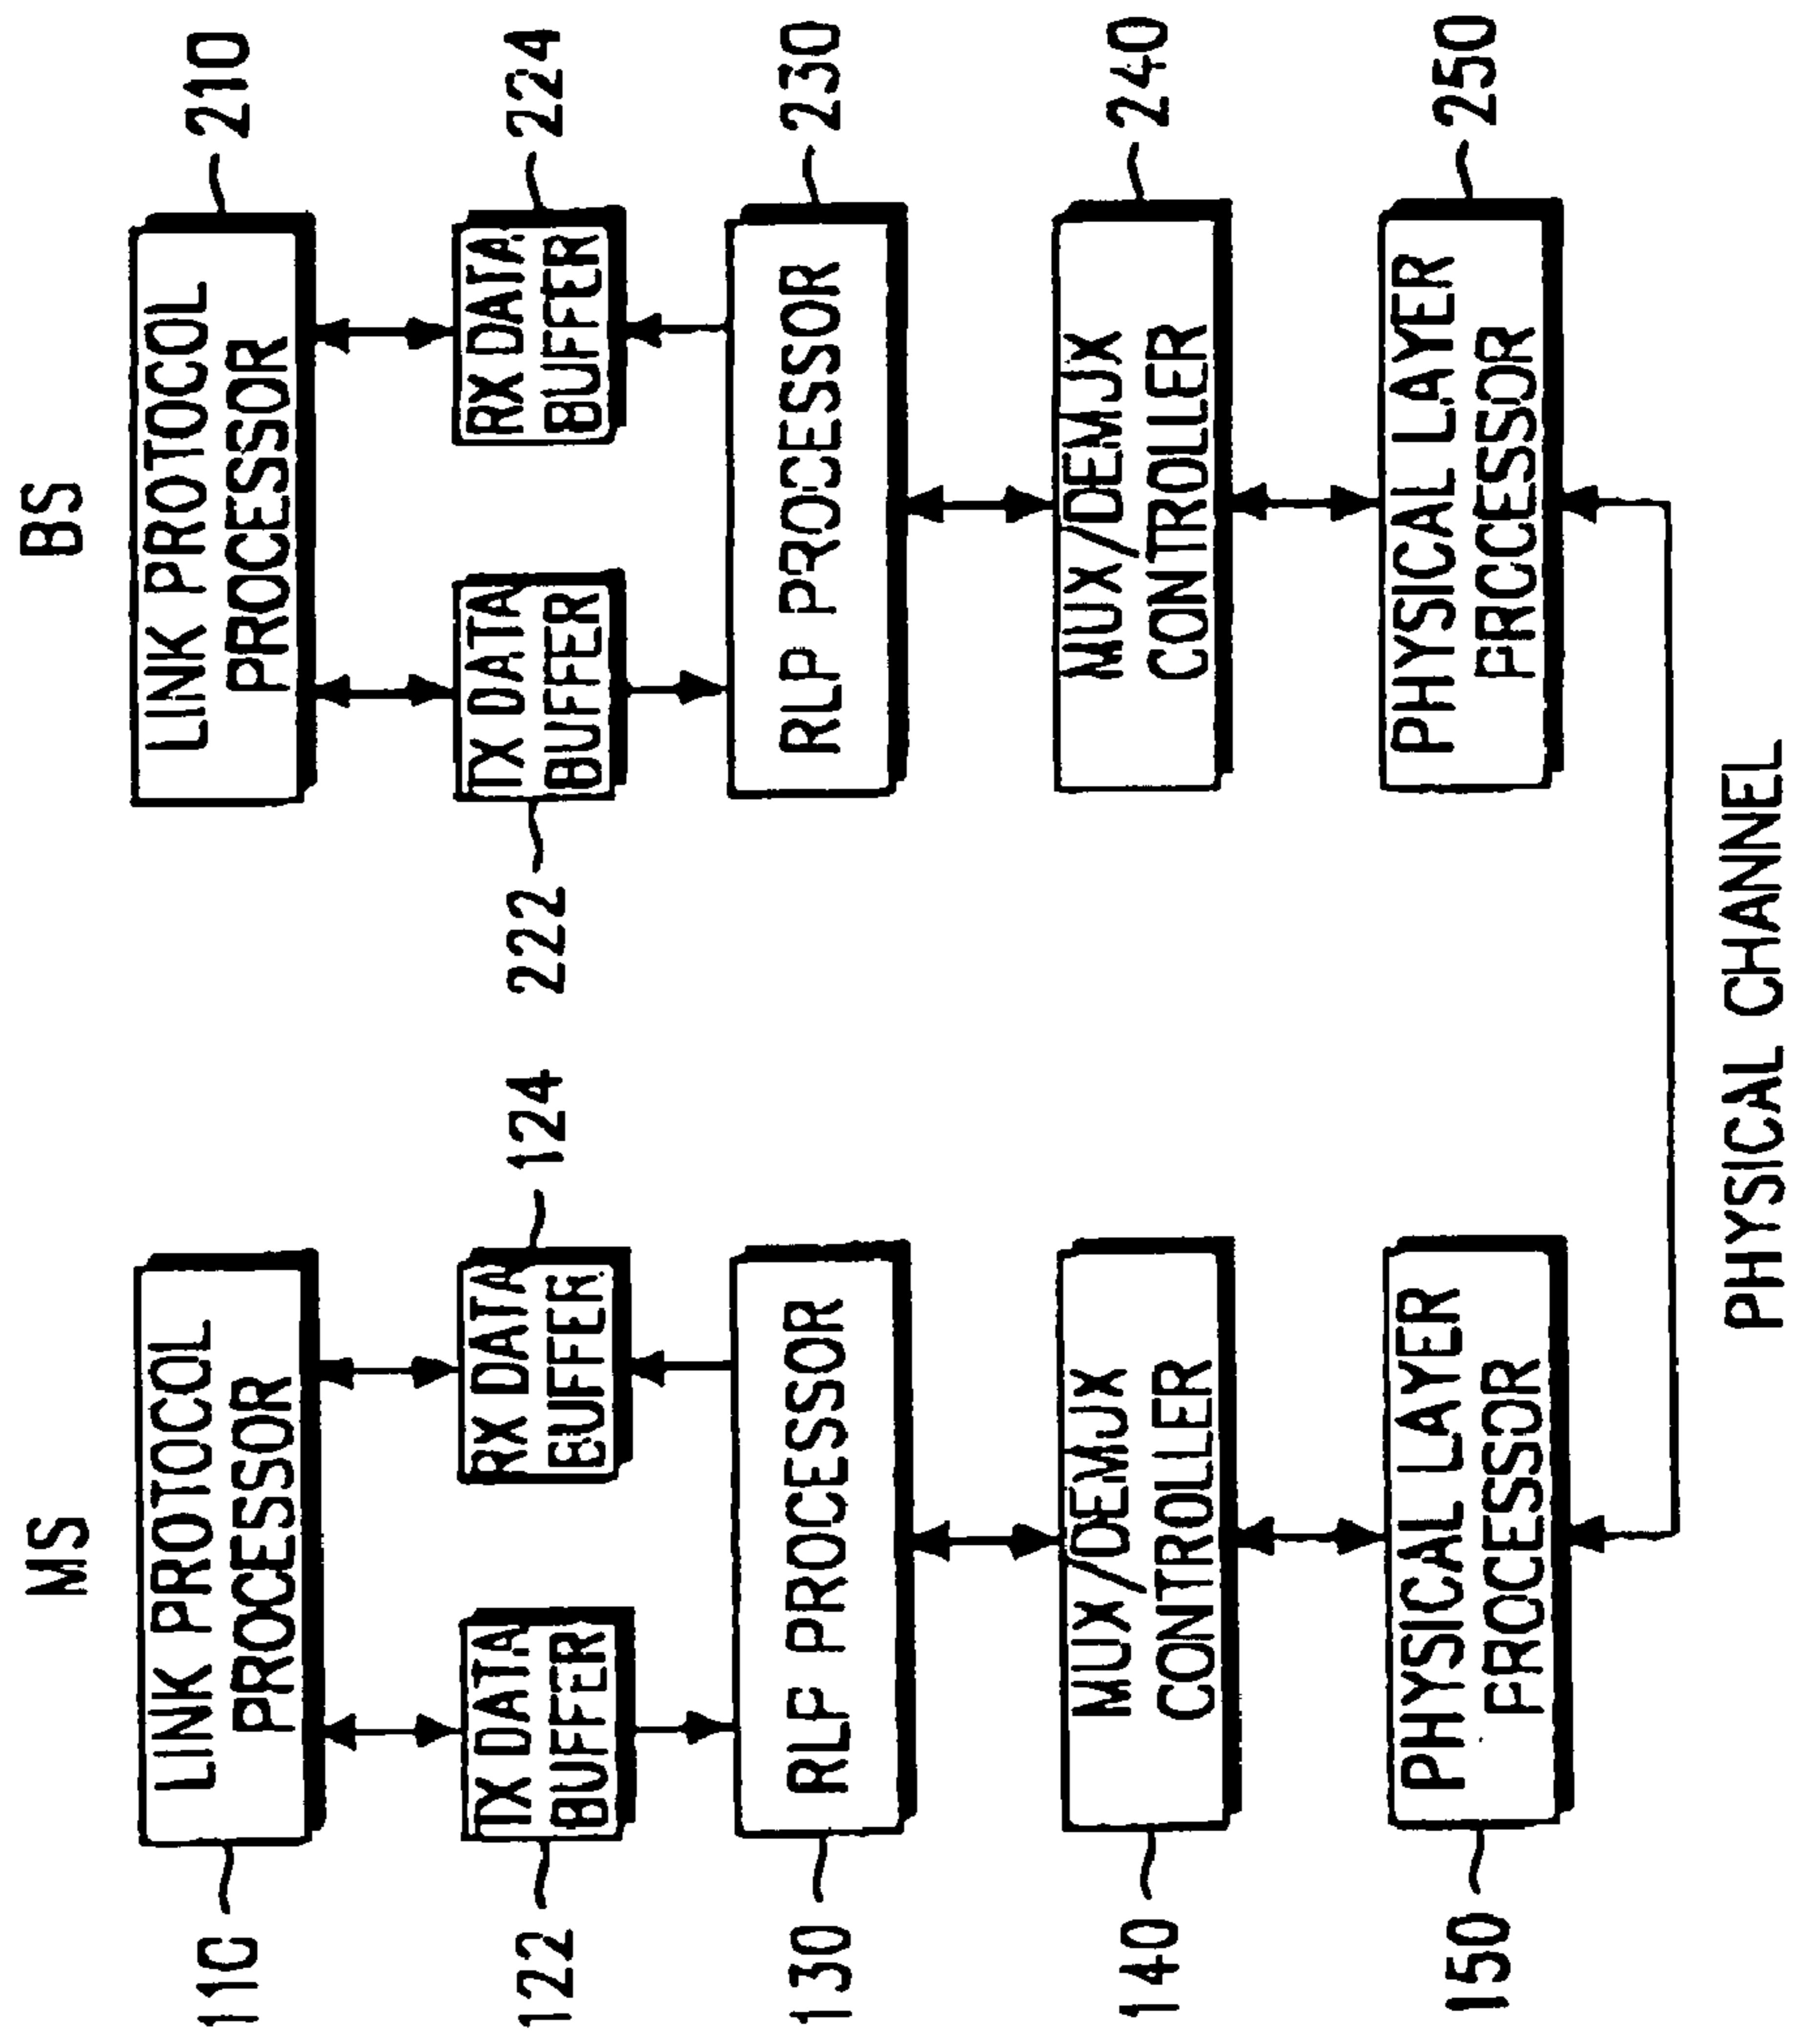 MS
110
LINK PROTOCOL
PROCESSOR
122
TX DATA
BUFFER
RX DATA
BUFFER
124
130
RLP PROCESSOR
140
MUX/DEMUX
CONTROLLER
150
PHYSICAL LAYER
PROCESSOR
BS
LINK PROTOCOL
PROCESSOR
210
222
TX DATA
BUFFER
RX DATA
BUFFER
224
RLP PROCESSOR
230
MUX/DEMUX
CONTROLLER
240
PHYSICAL LAYER
PROCESSOR
250
PHYSICAL CHANNEL